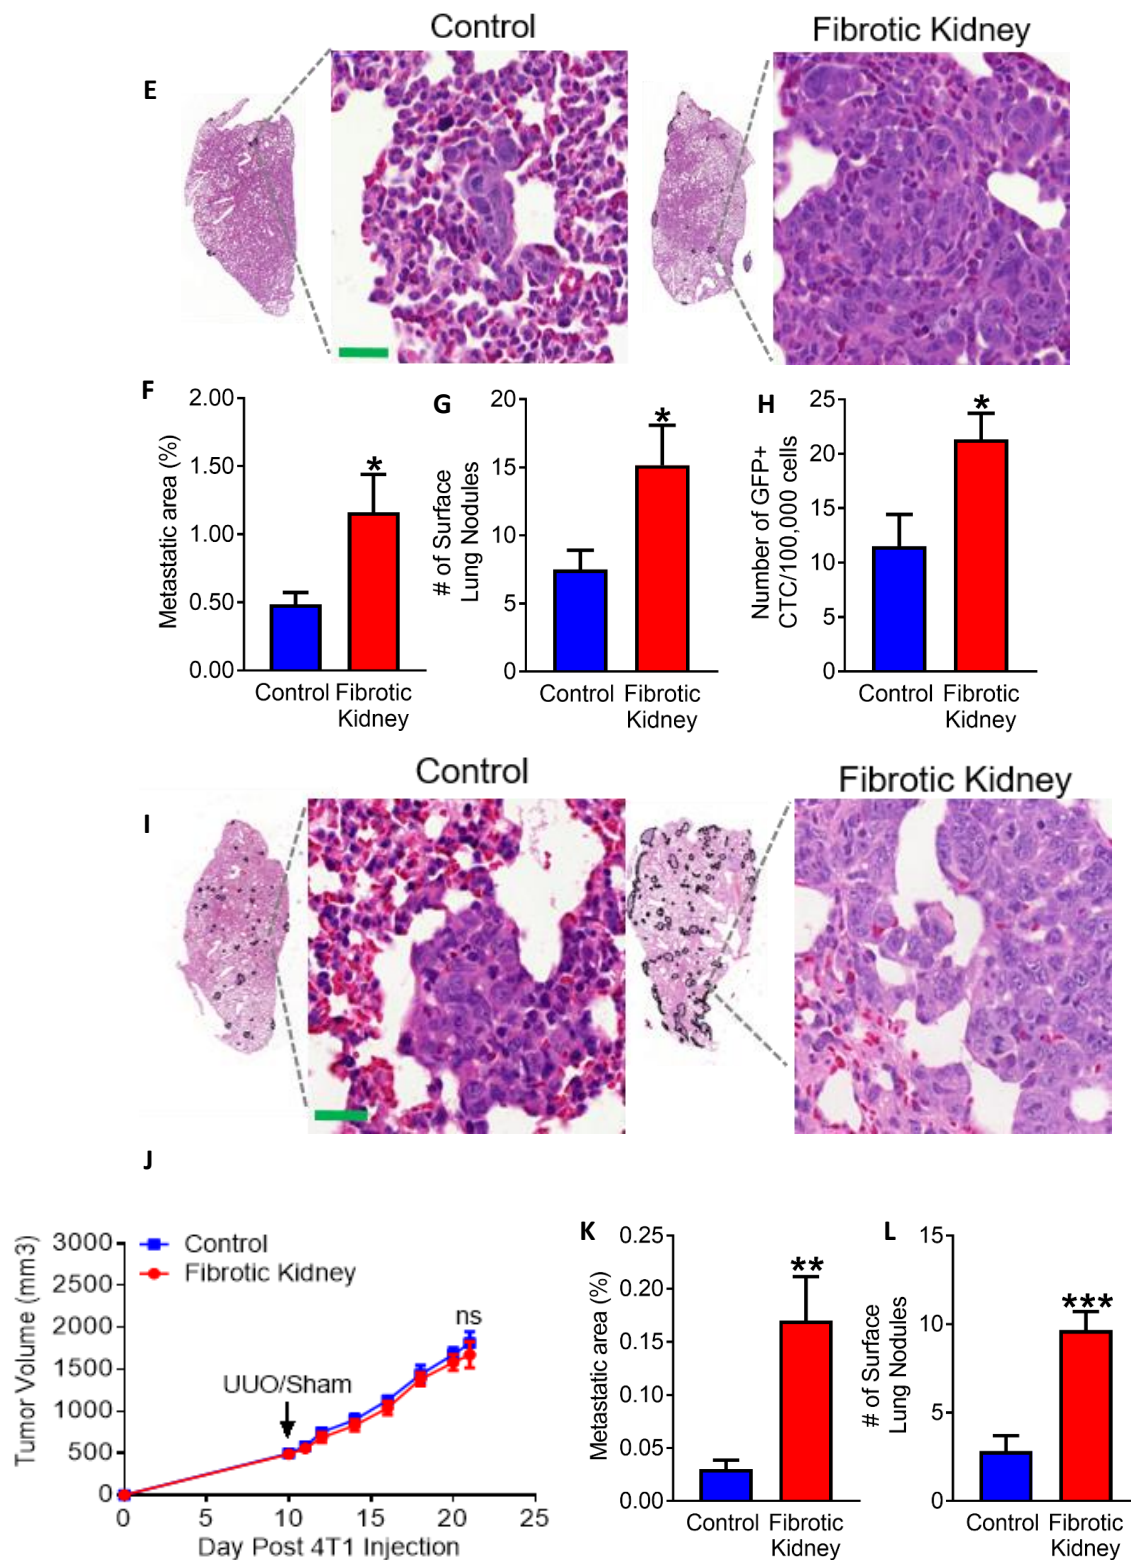 Control
Fibrotic Kidney
E
F
2.00
1.50
1.00
0.50
0.00
Metastatic area (%)
*
Control Fibrotic
Kidney
G
20
15
10
5
0
# of Surface
Lung Nodules
*
Control Fibrotic
Kidney
H
25
20
15
10
5
0
Number of GFP+
CTC/100,000 cells
*
Control Fibrotic
Kidney
Control
Fibrotic Kidney
I
J
3000
2500
2000
1500
1000
500
0
Tumor Volume (mm3)
Control
Fibrotic Kidney
ns
UUO/Sham
0 5 10 15 20 25
Day Post 4T1 Injection
K
0.25
0.20
0.15
0.10
0.05
0.00
Metastatic area (%)
**
Control Fibrotic
Kidney
L
15
10
5
0
# of Surface
Lung Nodules
***
Control Fibrotic
Kidney